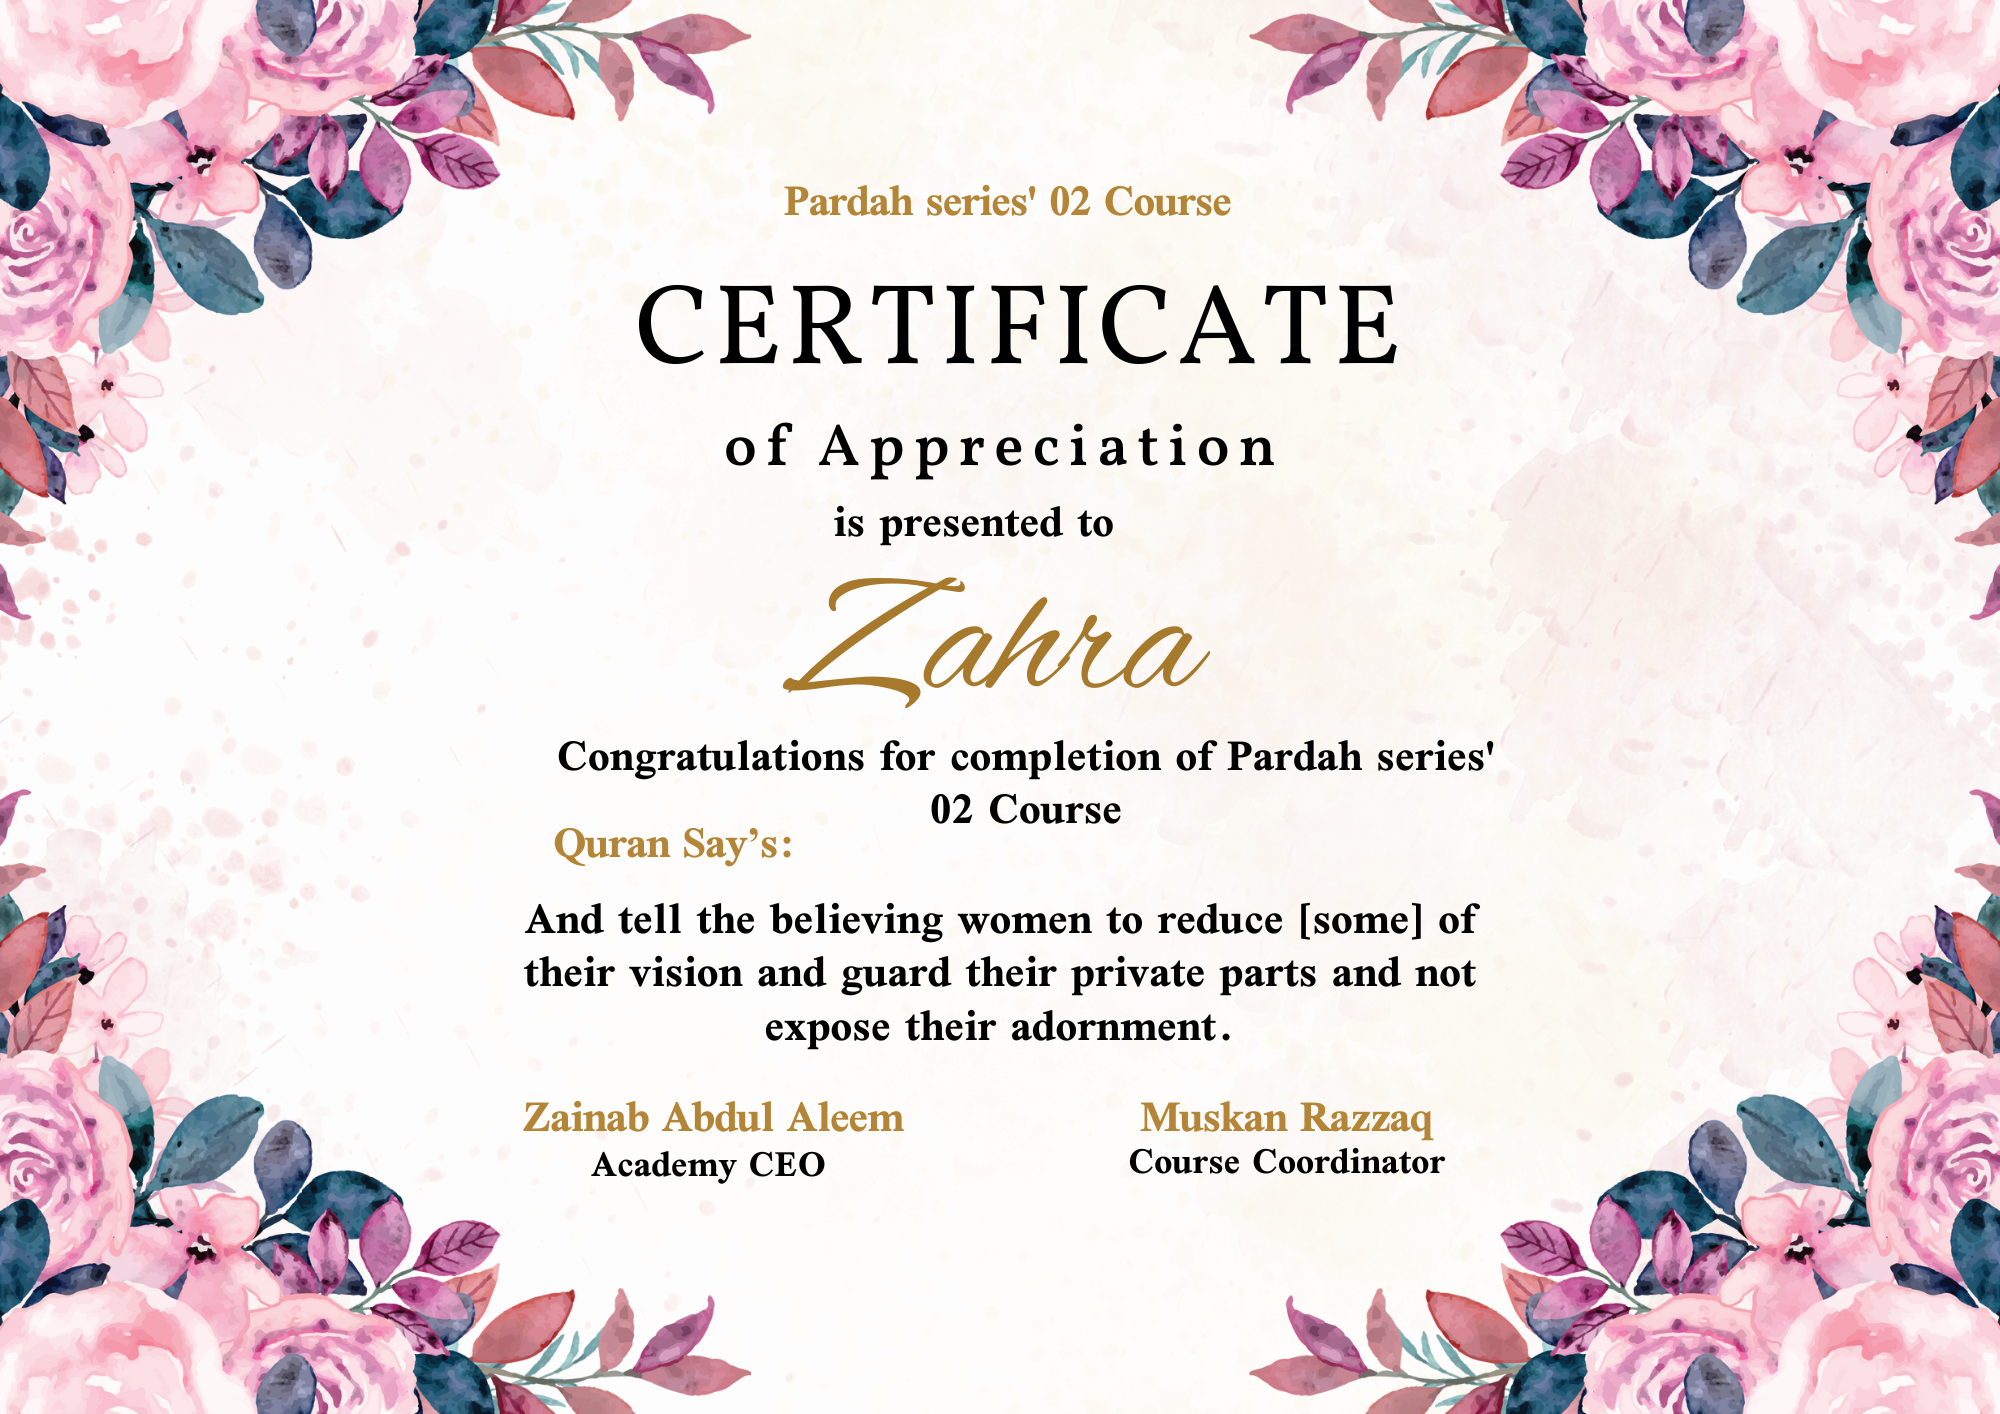 Pardah series' 02 Course
CERTIFICATE
of Appreciation
is presented to
Zahra
Congratulations for completion of Pardah series'
02 Course
Quran Say’s:
And tell the believing women to reduce [some] of
their vision and guard their private parts and not
expose their adornment.
Zainab Abdul Aleem
Academy CEO
Muskan Razzaq
Course Coordinator